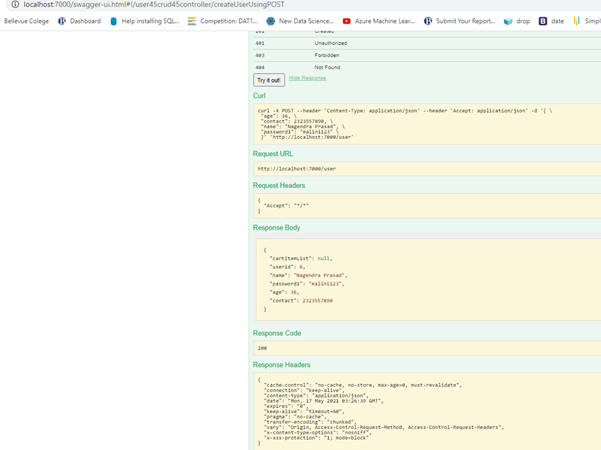 localhost:7000/swagger-ui.html#!/user45crud45controller/createUserUsingPOST
Bellevue College Dashboard Help installing SQL... Competition: DAT1... New Data Science... Azure Machine Lear... Submit Your Report... drop date Simpl
201 Created
401 Unauthorized
403 Forbidden
404 Not Found
Try it out! Hide Response
Curl
curl -X POST --header 'Content-Type: application/json' --header 'Accept: application/json' -d '{ \
"age": 36, \
"contact": 2323557890, \
"name": "Nagendra Prasad", \
"password1": "malini123" \
}' 'http://localhost:7000/user'
Request URL
http://localhost:7000/user
Request Headers
{
"Accept": "*/*"
}
Response Body
{
"cartItemList": null,
"userid": 6,
"name": "Nagendra Prasad",
"password1": "malini123",
"age": 36,
"contact": 2323557890
}
Response Code
200
Response Headers
{
"cache-control": "no-cache, no-store, max-age=0, must-revalidate",
"connection": "keep-alive",
"content-type": "application/json",
"date": "Mon, 17 May 2021 03:26:39 GMT",
"expires": "0",
"keep-alive": "timeout=60",
"pragma": "no-cache",
"transfer-encoding": "chunked",
"vary": "Origin, Access-Control-Request-Method, Access-Control-Request-Headers",
"x-content-type-options": "nosniff",
"x-xss-protection": "1; mode=block"
}